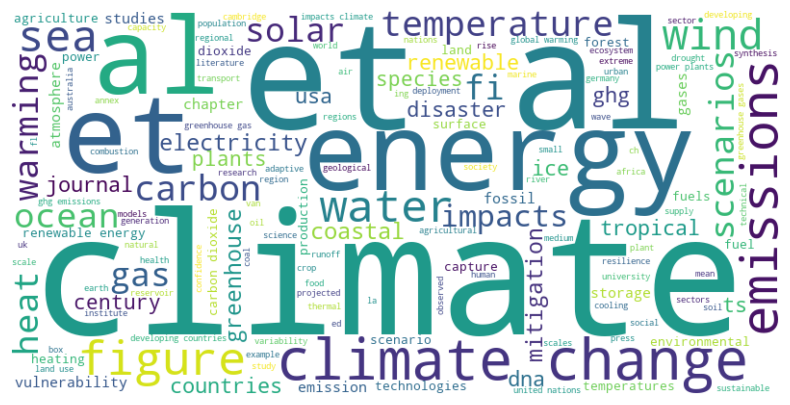 agriculture studies population regional cambridge capacity impacts climate solar temperature nations developing global warming rise ecosystem sector wind
sea al et al
power dioxide literature world land forest extreme urban synthesis
australia transport renewable power plants drought
warming atmosphere air species marine germany gases emissions
annex chapter usa fi ing deployment ghg scenarios greenhouse gases
et greenhouse gas disaster regions wave
fl combustion electricity surface small ch
plants research adaptive region geological society ice africa
journal carbon energy river
ghg emissions van water fossil fuels technical
ocean models oil impacts agricultural tropical supply
renewable energy generation production coastal medium plant fuel
uk natural science climate
scale health coal runoff capture resilience
heat gas greenhouse carbon dioxide crop human university mean
earth confidence food mitigation storage ts
century reservoir projected thermal la observed sectors soil
institute variability ed cooling social
developing countries scenario scales press environmental
box figure example climate change
heating study countries emission technologies dna temperatures
land use vulnerability united nations sustainable